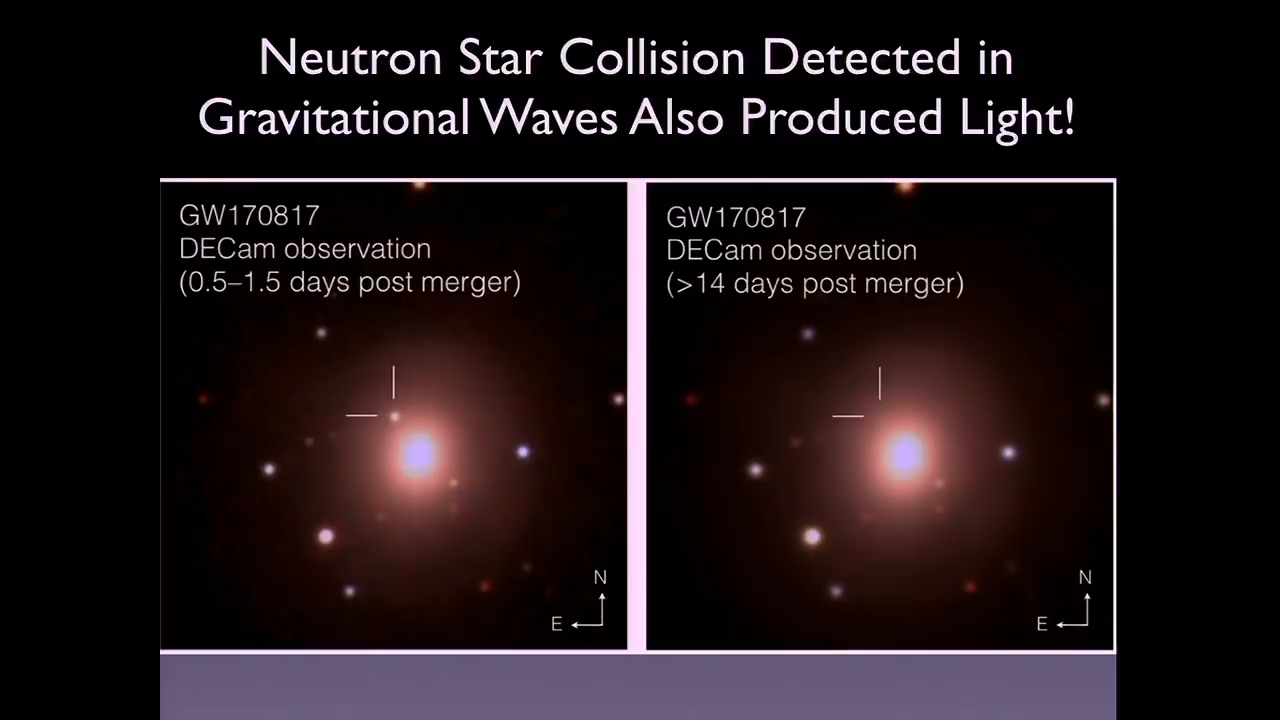 Neutron Star Collision Detected in
Gravitational Waves Also Produced Light!
GW170817
DECam observation
(0.5–1.5 days post merger)
N
E
GW170817
DECam observation
(>14 days post merger)
N
E